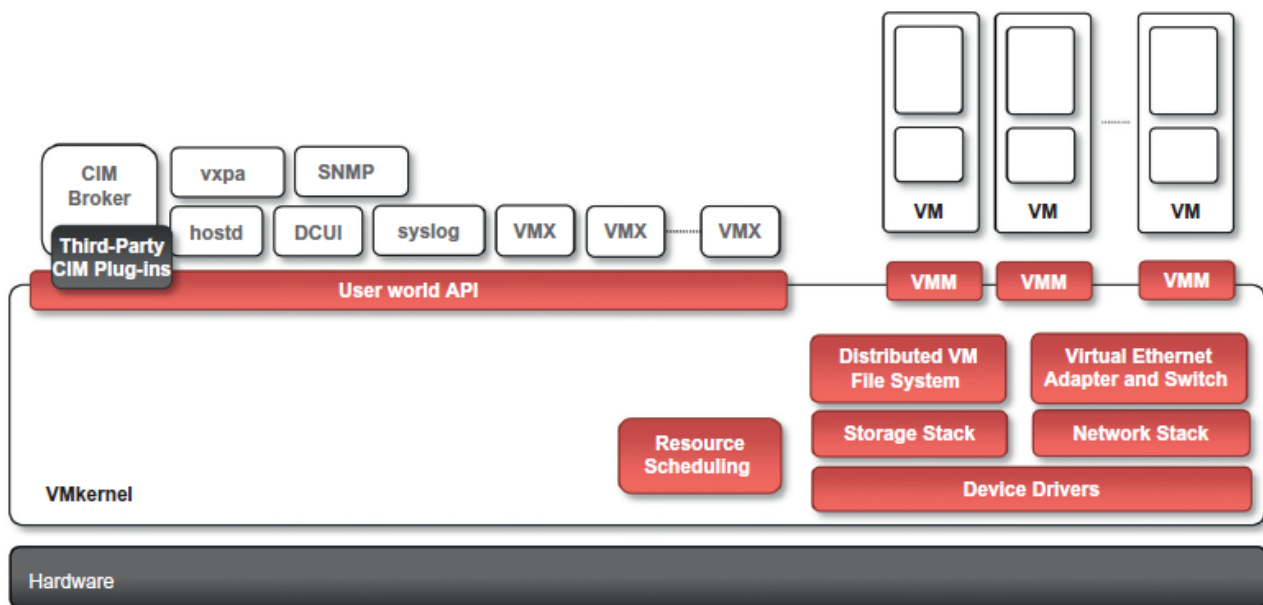 VM
VM
VM
CIM
Broker
vxpa
SNMP
hostd
DCUI
syslog
VMX
VMX
VMX
Third-Party
CIM Plug-ins
User world API
VMM
VMM
VMM
Distributed VM
File System
Virtual Ethernet
Adapter and Switch
Resource
Scheduling
Storage Stack
Network Stack
VMkernel
Device Drivers
Hardware